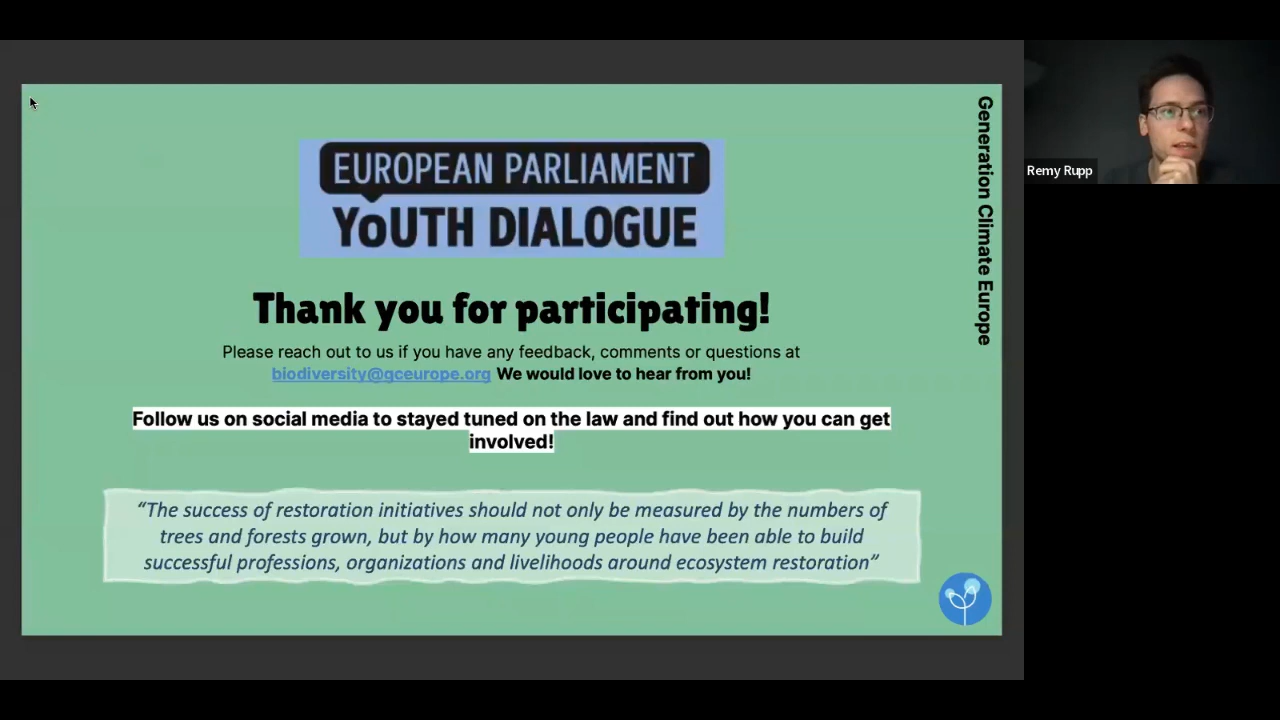 EUROPEAN PARLIAMENT
YoUTH DIALOGUE
Generation Climate Europe
Thank you for participating!
Please reach out to us if you have any feedback, comments or questions at
biodiversity@gceurope.org We would love to hear from you!
Follow us on social media to stayed tuned on the law and find out how you can get
involved!
“The success of restoration initiatives should not only be measured by the numbers of
trees and forests grown, but by how many young people have been able to build
successful professions, organizations and livelihoods around ecosystem restoration”
Remy Rupp